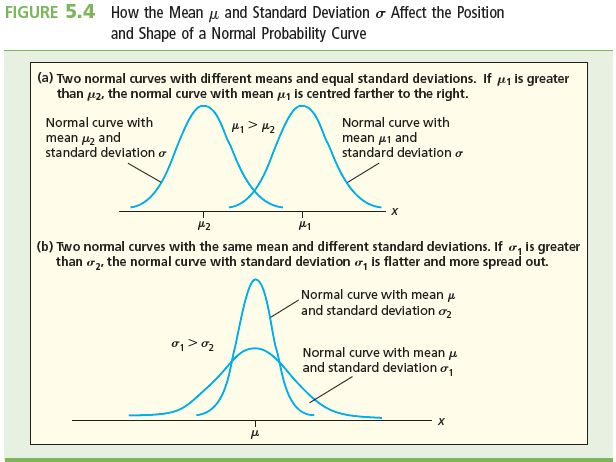 FIGURE 5.4 How the Mean μ and Standard Deviation σ Affect the Position
and Shape of a Normal Probability Curve
(a) Two normal curves with different means and equal standard deviations. If μ₁ is greater
than μ₂, the normal curve with mean μ₁ is centred farther to the right.
Normal curve with
mean μ₂ and
standard deviation σ
μ₁ > μ₂
Normal curve with
mean μ₁ and
standard deviation σ
x
μ₂
μ₁
(b) Two normal curves with the same mean and different standard deviations. If σ₁ is greater
than σ₂, the normal curve with standard deviation σ₁ is flatter and more spread out.
Normal curve with mean μ
and standard deviation σ₂
σ₁ > σ₂
Normal curve with mean μ
and standard deviation σ₁
x
μ